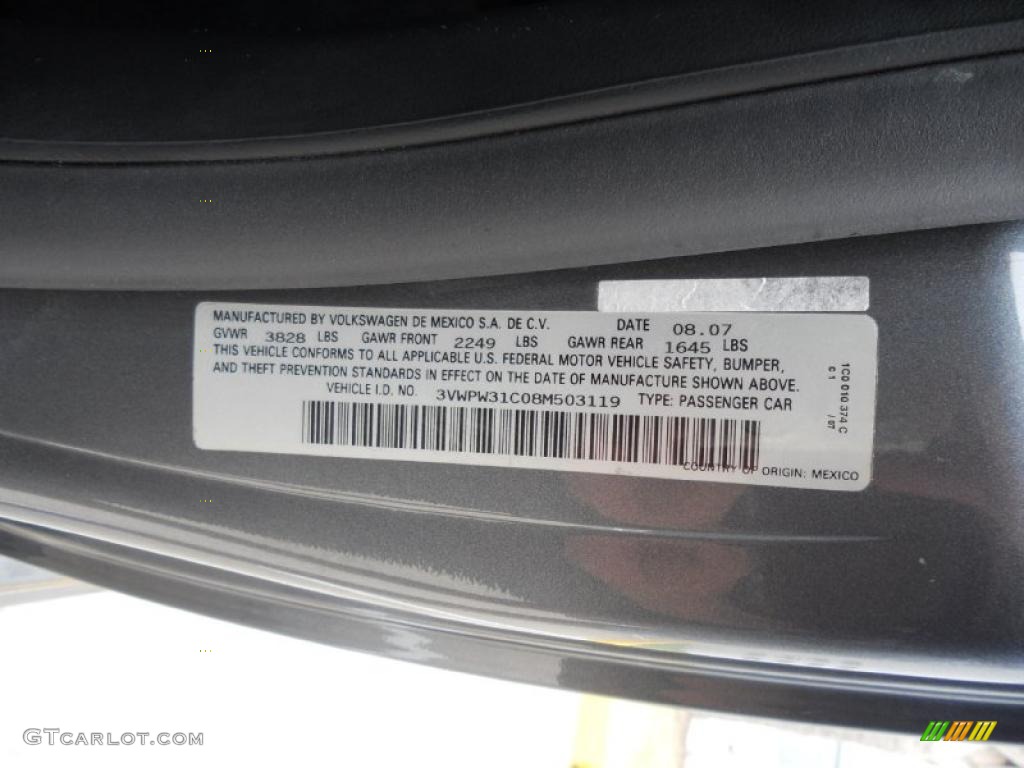 MANUFACTURED BY VOLKSWAGEN DE MEXICO S.A. DE C.V. DATE 08.07
GVWR 3828 LBS GAWR FRONT 2249 LBS GAWR REAR 1645 LBS
THIS VEHICLE CONFORMS TO ALL APPLICABLE U.S. FEDERAL MOTOR VEHICLE SAFETY, BUMPER,
AND THEFT PREVENTION STANDARDS IN EFFECT ON THE DATE OF MANUFACTURE SHOWN ABOVE.
VEHICLE I.D. NO. 3VWPW31C08M503119 TYPE: PASSENGER CAR
COUNTRY OF ORIGIN: MEXICO
1C0 010 374 C
c 1 /07
GTCARLOT.COM